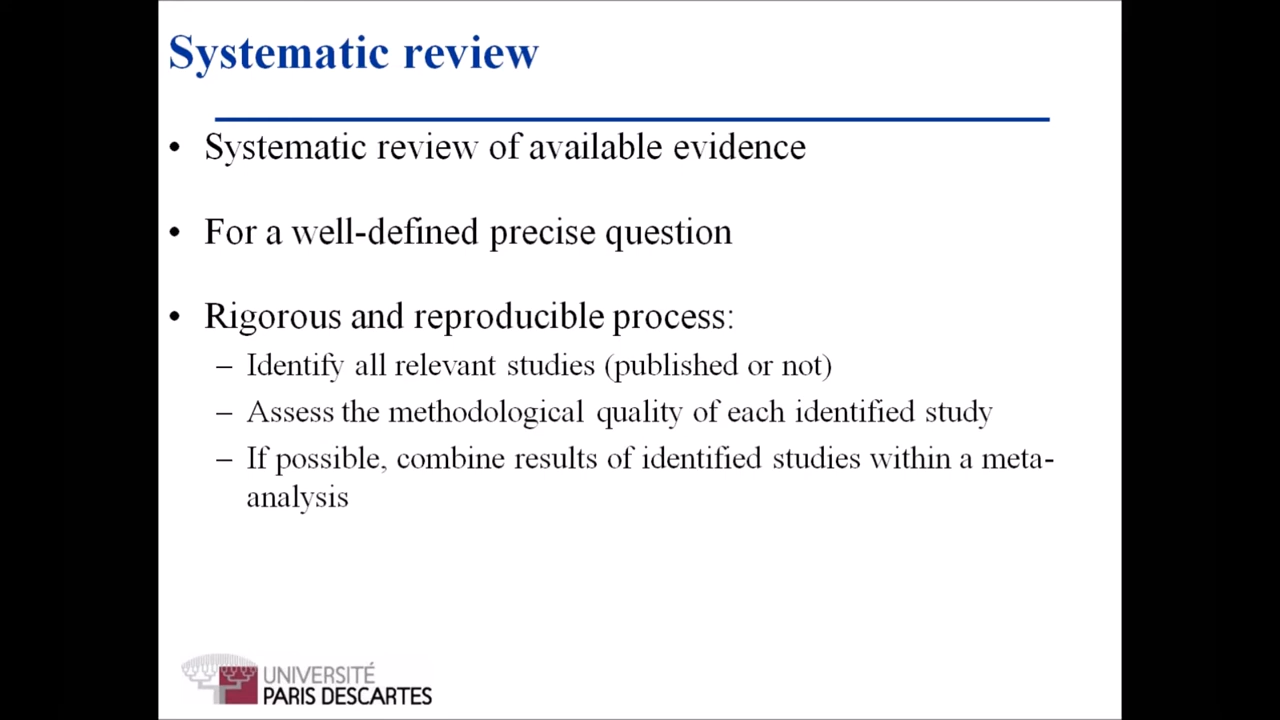 Systematic review
• Systematic review of available evidence
• For a well-defined precise question
• Rigorous and reproducible process:
– Identify all relevant studies (published or not)
– Assess the methodological quality of each identified study
– If possible, combine results of identified studies within a meta-
analysis
UNIVERSITÉ
PARIS DESCARTES